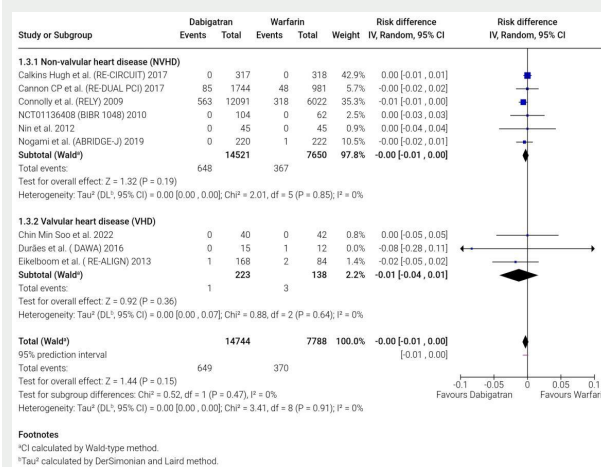 Dabigatran Warfarin Risk difference Risk difference
Study or Subgroup Events Total Events Total Weight IV, Random, 95% CI IV, Random, 95% CI
1.3.1 Non-valvular heart disease (NVHD)
Calkins Hugh et al. (RE-CIRCUIT) 2017 0 317 0 318 42.9% 0.00 [-0.01 , 0.01]
Cannon CP et al. (RE-DUAL PCI) 2017 85 1744 48 981 5.4% -0.00 [-0.02 , 0.02]
Connolly et al. (RELY) 2009 563 12091 318 6022 35.3% -0.01 [-0.01 , 0.00]
NCT01136408 (BIBR 1048) 2010 0 104 0 62 5.2% 0.00 [-0.03 , 0.03]
Nin et al. 2012 0 45 0 45 2.1% 0.00 [-0.04 , 0.04]
Nogami et al. (ABRIDGE-J) 2019 0 220 1 222 6.8% -0.00 [-0.02 , 0.01]
Subtotal (Waldᵃ) 14521 7650 97.8% -0.00 [-0.01 , 0.00]
Total events: 648 367
Test for overall effect: Z = 1.32 (P = 0.19)
Heterogeneity: Tau² (DLᵇ, 95% CI) = 0.00 [0.00 , 0.00]; Chi² = 2.01, df = 5 (P = 0.85); I² = 0%
1.3.2 Valvular heart disease (VHD)
Chin Min Soo et al. 2022 0 40 0 42 0.8% 0.00 [-0.05 , 0.05]
Durães et al. ( DAWA) 2016 0 15 1 12 0.0% -0.08 [-0.28 , 0.11]
Eikelboom et al. ( RE-ALIGN) 2013 1 168 2 84 1.4% -0.02 [-0.05 , 0.02]
Subtotal (Waldᵃ) 223 138 2.2% -0.01 [-0.04 , 0.01]
Total events: 1 3
Test for overall effect: Z = 0.92 (P = 0.36)
Heterogeneity: Tau² (DLᵇ, 95% CI) = 0.00 [0.00 , 0.07]; Chi² = 0.88, df = 2 (P = 0.64); I² = 0%
Total (Waldᵃ) 14744 7788 100.0% -0.00 [-0.01 , 0.00]
95% prediction interval [-0.01 , 0.00]
Total events: 649 370
Test for overall effect: Z = 1.44 (P = 0.15) -0.1 -0.05 0 0.05 0.1
Test for subgroup differences: Chi² = 0.52, df = 1 (P = 0.47), I² = 0% Favours Dabigatran Favours Warfari
Heterogeneity: Tau² (DLᵇ, 95% CI) = 0.00 [0.00 , 0.00]; Chi² = 3.41, df = 8 (P = 0.91); I² = 0%
Footnotes
ᵃCI calculated by Wald-type method.
ᵇTau² calculated by DerSimonian and Laird method.